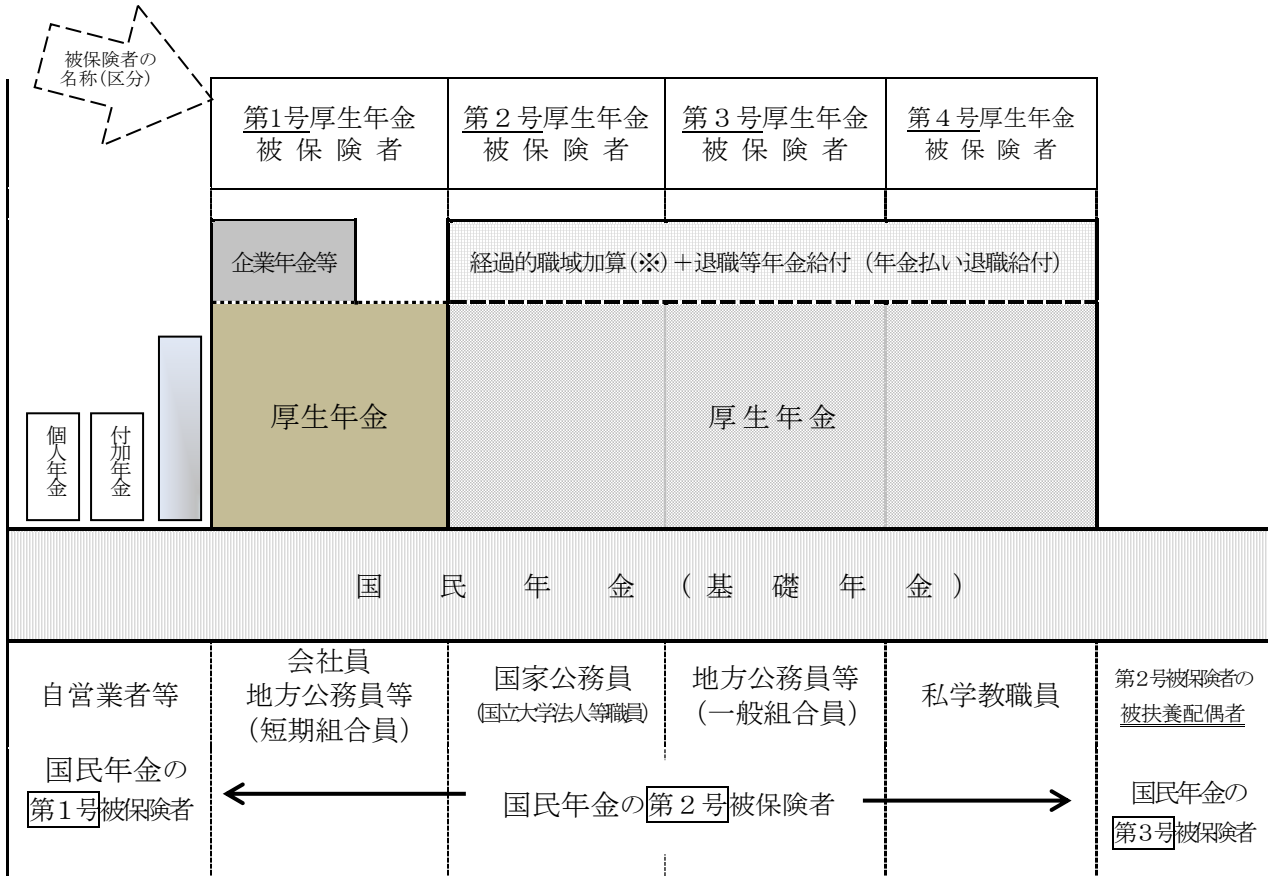 被保険者の
名称(区分)
第1号厚生年金
被保険者
第２号厚生年金
被保険者
第３号厚生年金
被保険者
第４号厚生年金
被保険者
企業年金等
経過的職域加算(※)＋退職等年金給付（年金払い退職給付）
個人年金
付加年金
厚生年金
厚生年金
国民年金(基礎年金)
自営業者等
会社員
地方公務員等
(短期組合員)
国家公務員
(国立大学法人等職員)
地方公務員等
(一般組合員)
私学教職員
第２号被保険者の
被扶養配偶者
国民年金の
第１号被保険者
国民年金の第２号被保険者
国民年金の
第３号被保険者